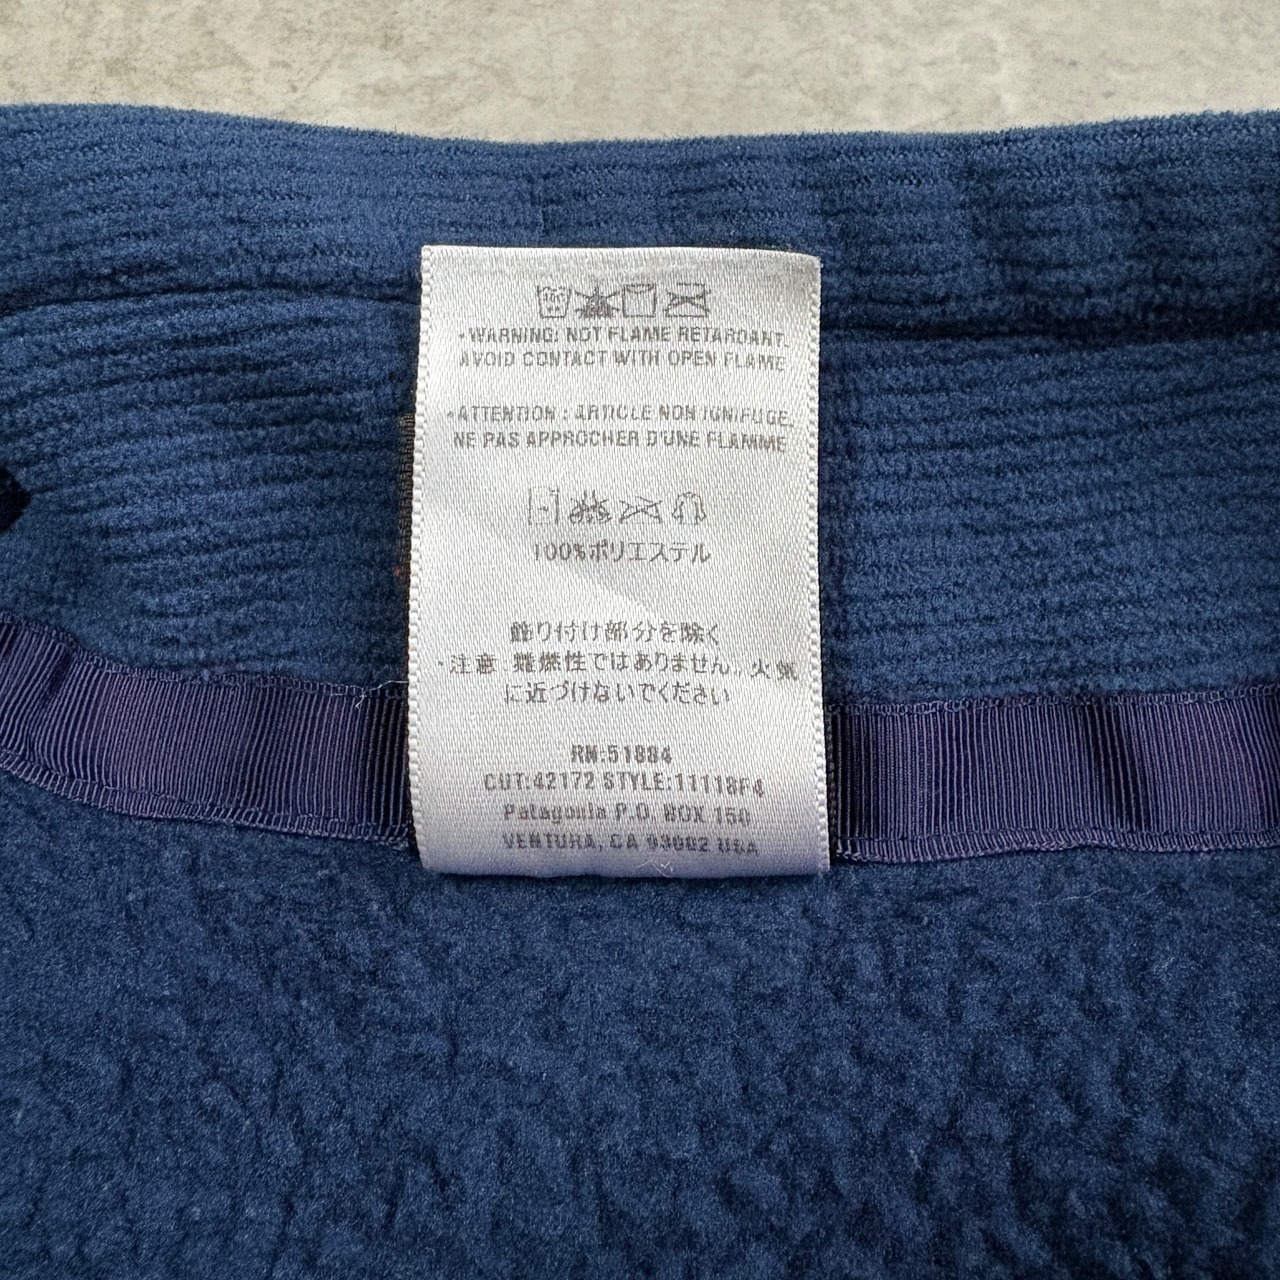 •WARNING: NOT FLAME RETARDANT.
AVOID CONTACT WITH OPEN FLAME
•ATTENTION : ARTICLE NON IGNIFUGE.
NE PAS APPROCHER D'UNE FLAMME
100%ポリエステル
飾り付け部分を除く
・注意 難燃性ではありません。火気
に近づけないでください
RN:51884
CUT:42172 STYLE:11118F4
Patagonia P.O. BOX 150
VENTURA, CA 93002 USA